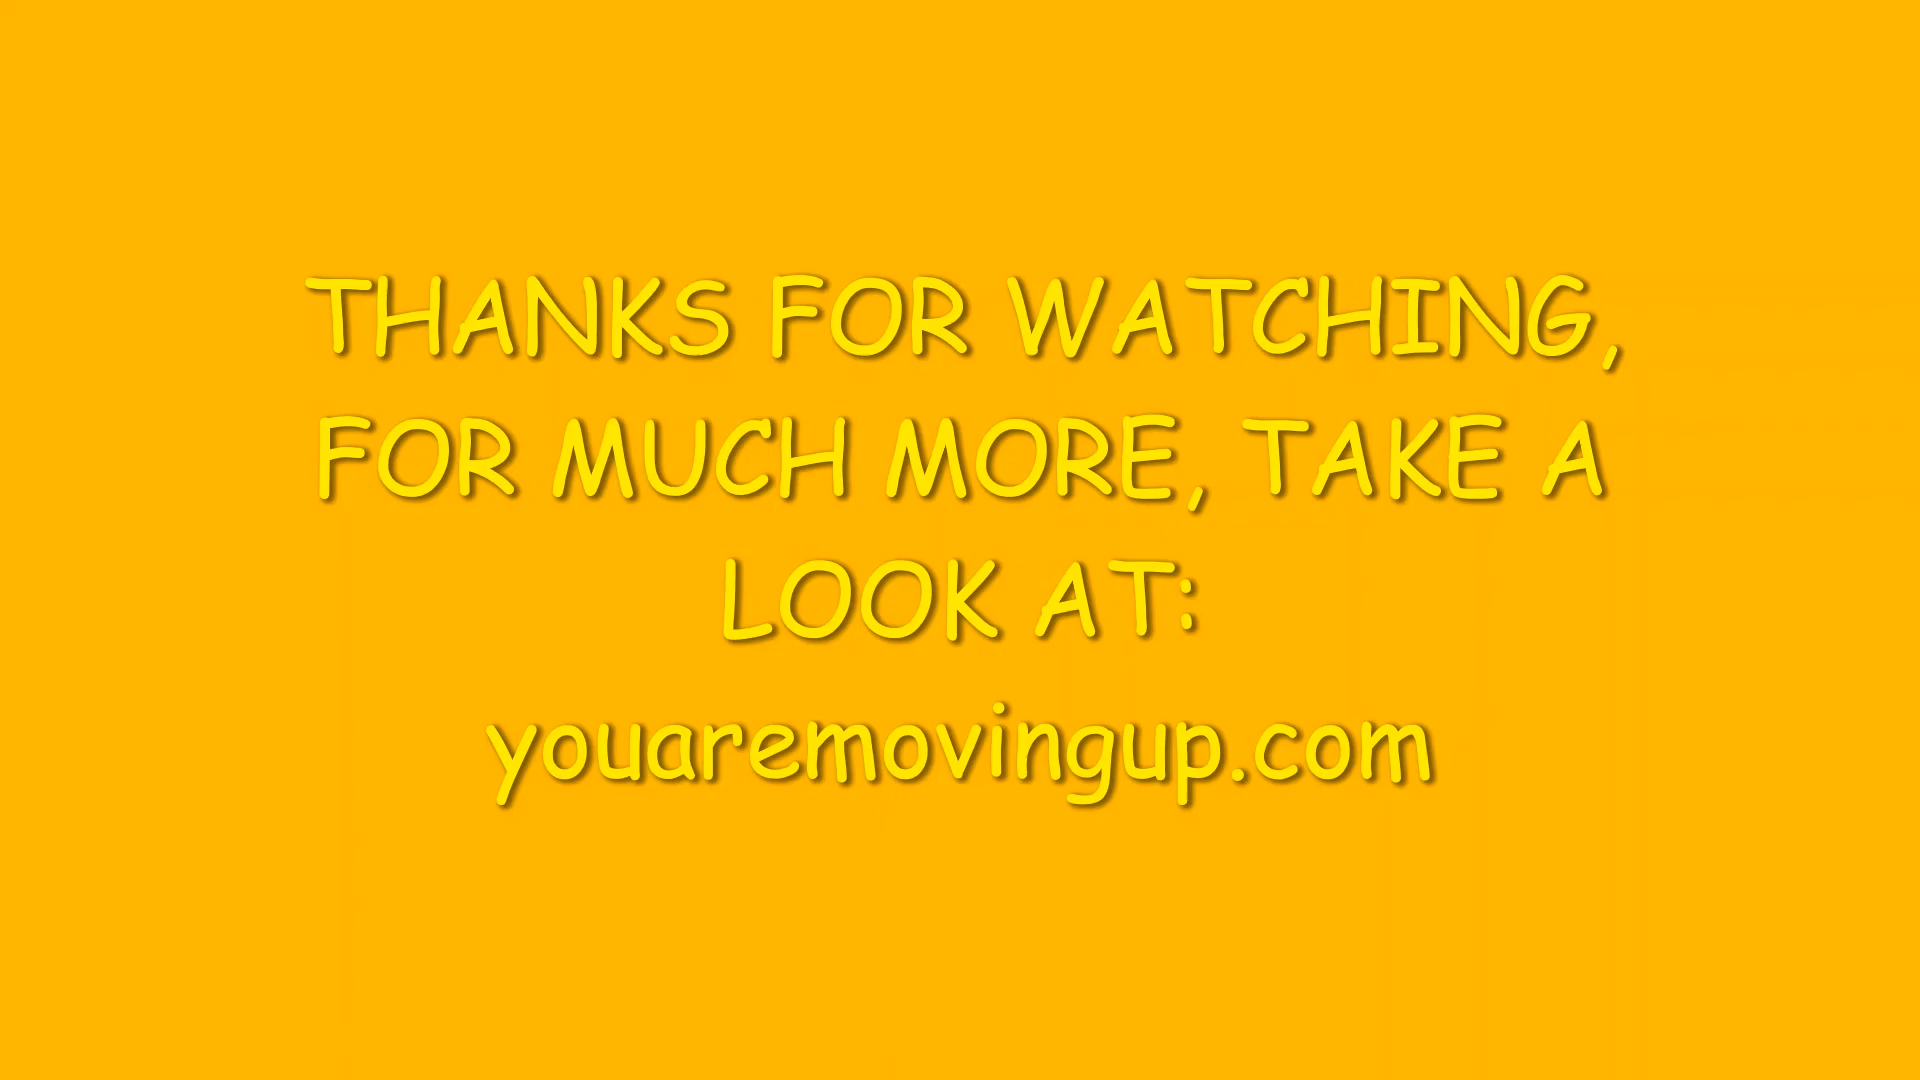 THANKS FOR WATCHING,
FOR MUCH MORE, TAKE A
LOOK AT:
youaremovingup.com